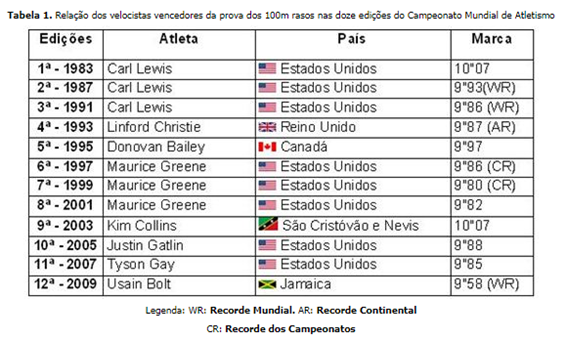 Tabela 1. Relação dos velocistas vencedores da prova dos 100m rasos nas doze edições do Campeonato Mundial de Atletismo
Edições Atleta País Marca
1ª - 1983 Carl Lewis Estados Unidos 10"07
2ª - 1987 Carl Lewis Estados Unidos 9"93(WR)
3ª - 1991 Carl Lewis Estados Unidos 9"86 (WR)
4ª - 1993 Linford Christie Reino Unido 9"87 (AR)
5ª - 1995 Donovan Bailey Canadá 9"97
6ª - 1997 Maurice Greene Estados Unidos 9"86 (CR)
7ª - 1999 Maurice Greene Estados Unidos 9"80 (CR)
8ª - 2001 Maurice Greene Estados Unidos 9"82
9ª - 2003 Kim Collins São Cristóvão e Nevis 10"07
10ª - 2005 Justin Gatlin Estados Unidos 9"88
11ª - 2007 Tyson Gay Estados Unidos 9"85
12ª - 2009 Usain Bolt Jamaica 9"58 (WR)
Legenda: WR: Recorde Mundial. AR: Recorde Continental
CR: Recorde dos Campeonatos